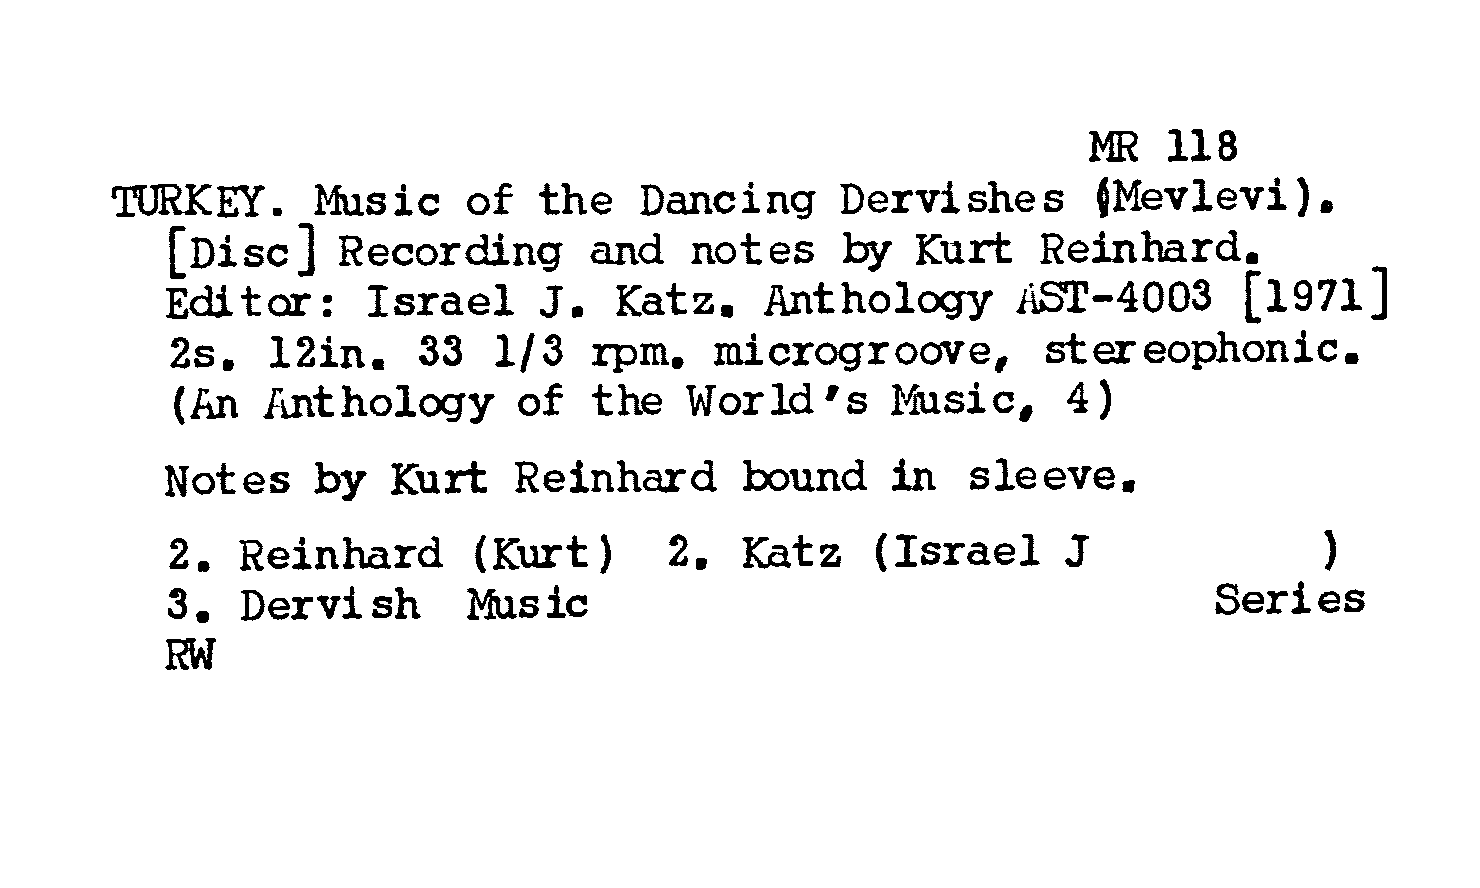 MR 118
TURKEY. Music of the Dancing Dervishes (Mevlevi).
[Disc] Recording and notes by Kurt Reinhard.
Editor: Israel J. Katz. Anthology AST-4003 [1971]
2s. 12in. 33 1/3 rpm. microgroove, stereophonic.
(An Anthology of the World's Music, 4)
Notes by Kurt Reinhard bound in sleeve.
2. Reinhard (Kurt) 2. Katz (Israel J )
3. Dervish Music Series
RW